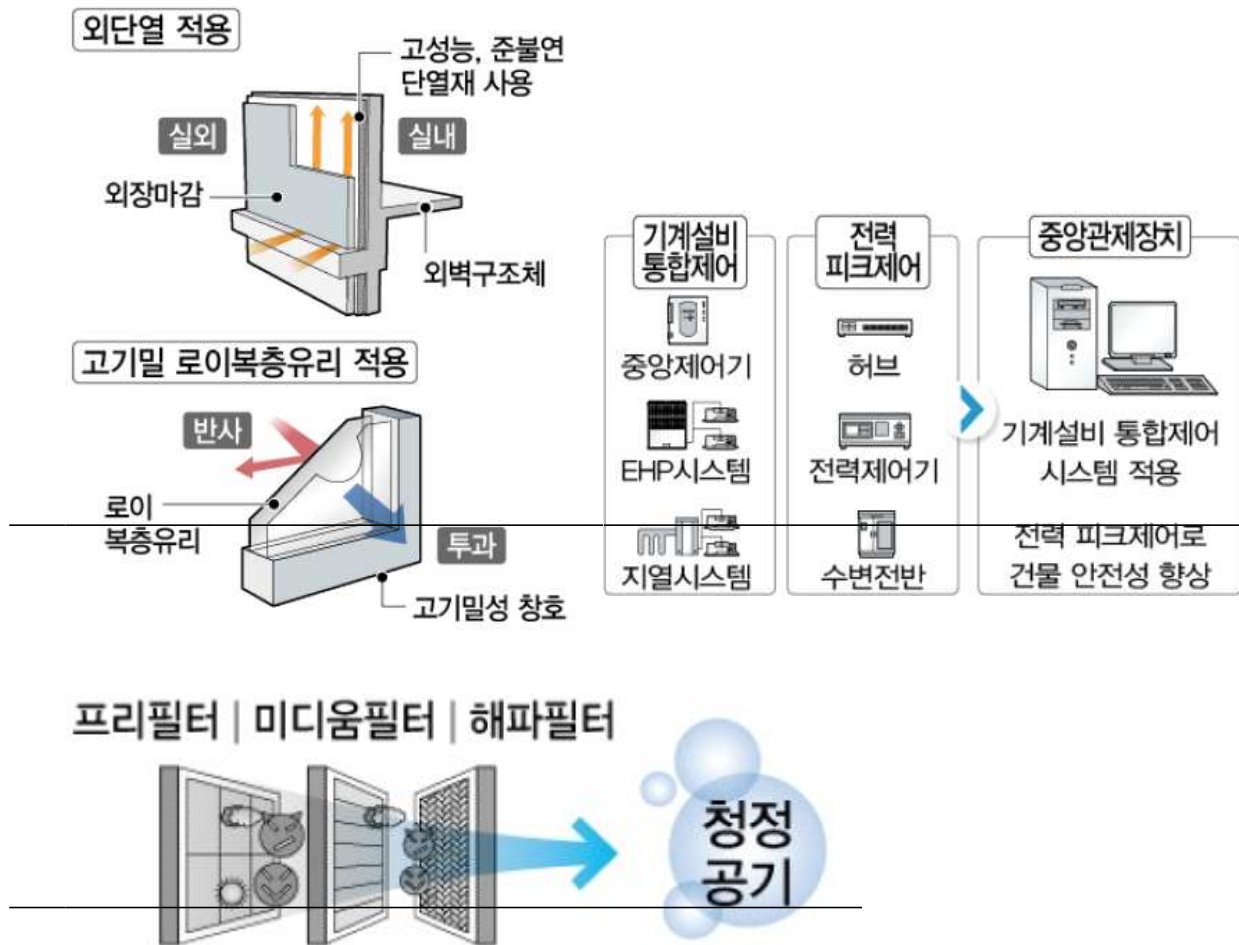 외단열 적용
고성능, 준불연
단열재 사용
실외
실내
외장마감
외벽구조체
고기밀 로이복층유리 적용
반사
로이
복층유리
투과
고기밀성 창호
기계설비
통합제어
중앙제어기
EHP시스템
지열시스템
전력
피크제어
허브
전력제어기
수변전반
중앙관제장치
기계설비 통합제어
시스템 적용
전력 피크제어로
건물 안전성 향상
프리필터 | 미디움필터 | 해파필터
청정
공기